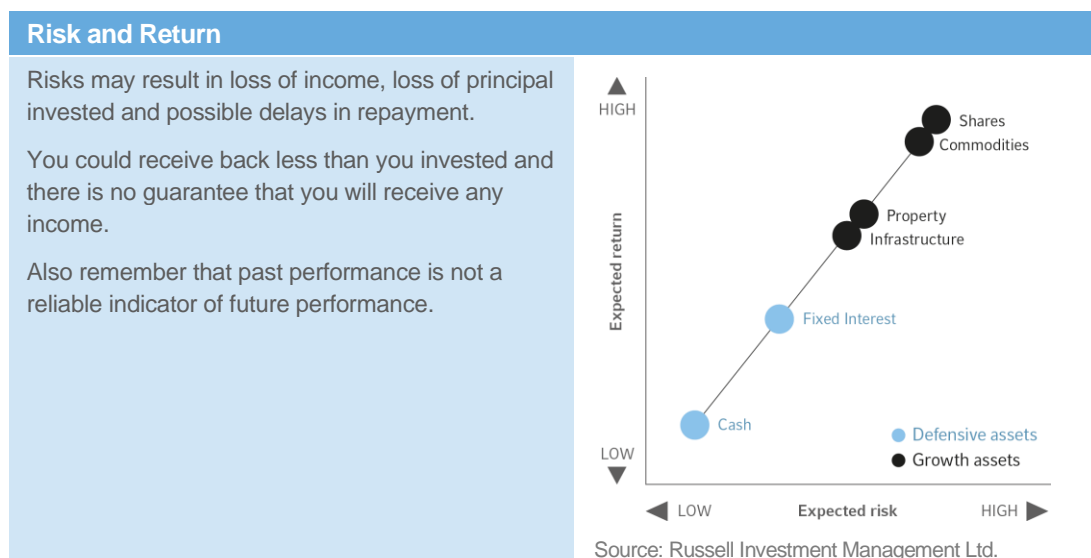 Risk and Return
Risks may result in loss of income, loss of principal
invested and possible delays in repayment.
You could receive back less than you invested and
there is no guarantee that you will receive any
income.
Also remember that past performance is not a
reliable indicator of future performance.
HIGH
Expected return
LOW
Shares
Commodities
Property
Infrastructure
Fixed Interest
Cash
Defensive assets
Growth assets
LOW
Expected risk
HIGH
Source: Russell Investment Management Ltd.